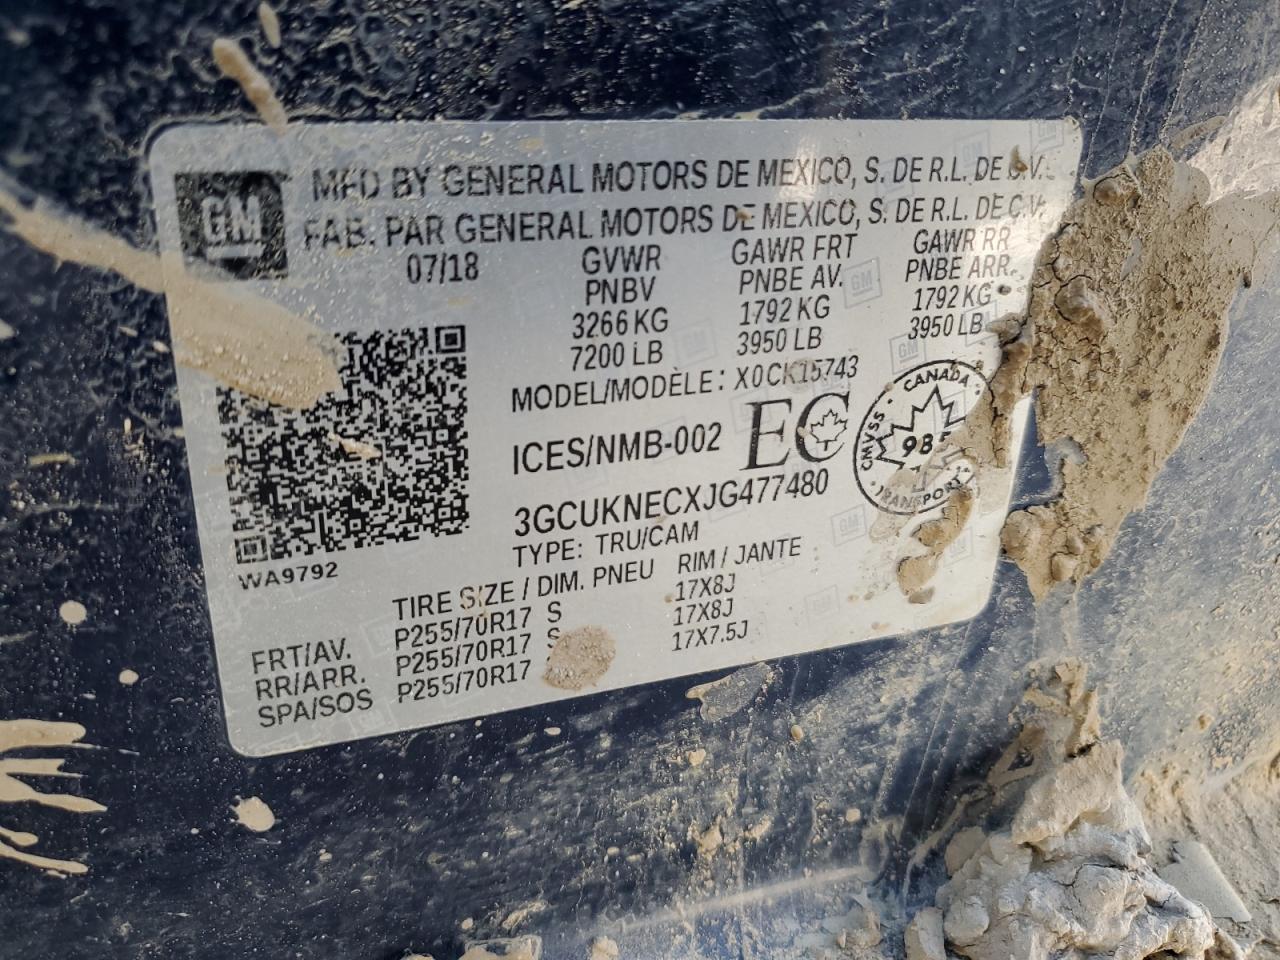 GM
MFD BY GENERAL MOTORS DE MEXICO, S. DE R.L. DE C.V.
FAB. PAR GENERAL MOTORS DE MEXICO, S. DE R.L. DE C.V.
07/18 GVWR GAWR FRT GAWR RR
PNBV PNBE AV. PNBE ARR.
3266 KG 1792 KG 1792 KG
7200 LB 3950 LB 3950 LB
MODEL/MODÈLE: X0CK15743
ICES/NMB-002 EC
CANADA
CMVSS 985
TRANSPORT
3GCUKNECXJG477480
TYPE: TRU/CAM
WA9792
TIRE SIZE / DIM. PNEU RIM / JANTE
FRT/AV. P255/70R17 S 17X8J
RR/ARR. P255/70R17 S 17X8J
SPA/SOS P255/70R17 17X7.5J